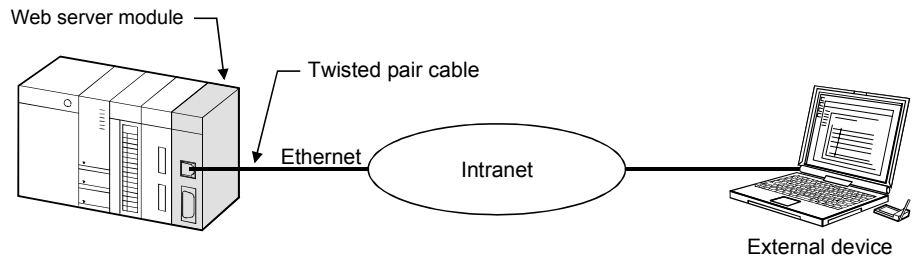 Web server module
Twisted pair cable
Ethernet
Intranet
External device